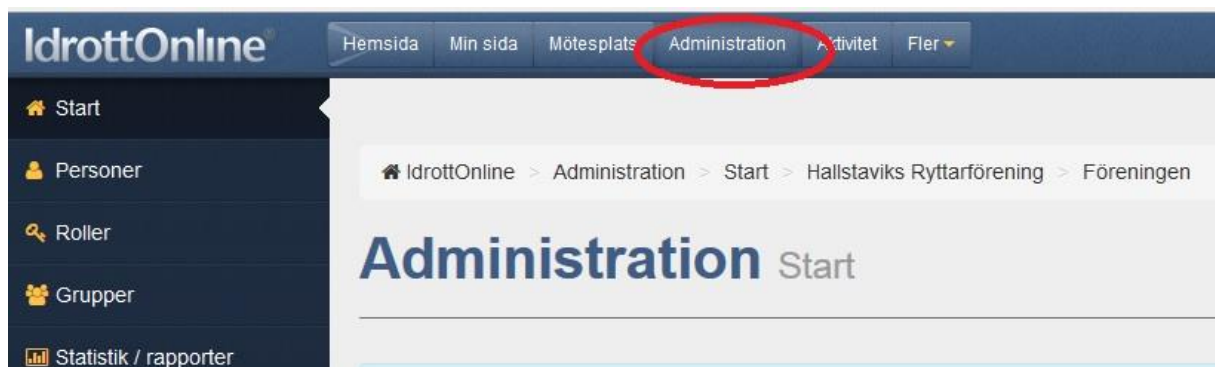 IdrottOnline®
Hemsida Min sida Mötesplats Administration Aktivitet Fler
Start
Personer
Roller
Grupper
Statistik / rapporter
IdrottOnline > Administration > Start > Hallstaviks Ryttarförening > Föreningen
Administration Start